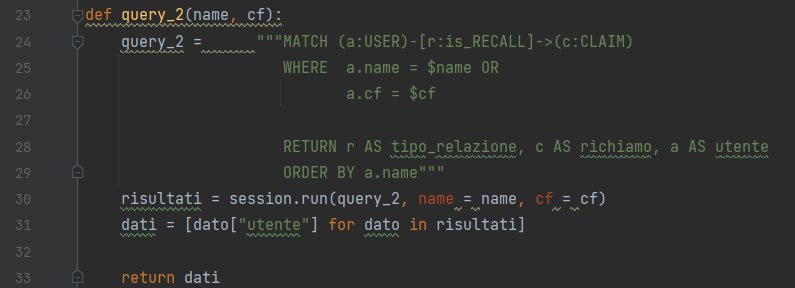 23 def query_2(name, cf):
24 query_2 = """MATCH (a:USER)-[r:is_RECALL]->(c:CLAIM)
25 WHERE a.name = $name OR
26 a.cf = $cf
27
28 RETURN r AS tipo_relazione, c AS richiamo, a AS utente
29 ORDER BY a.name"""
30 risultati = session.run(query_2, name = name, cf = cf)
31 dati = [dato["utente"] for dato in risultati]
32
33 return dati